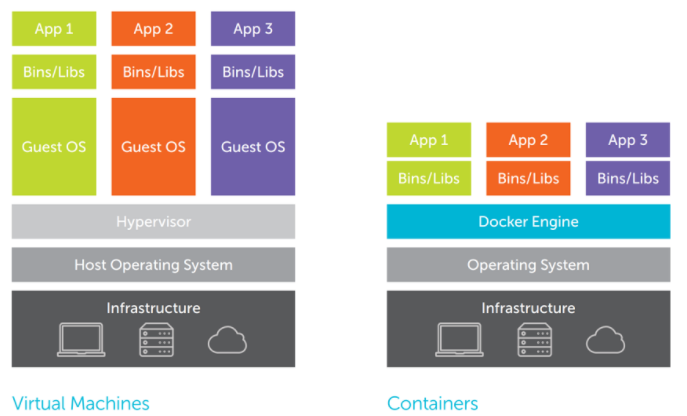 App 1
App 2
App 3
Bins/Libs
Bins/Libs
Bins/Libs
Guest OS
Guest OS
Guest OS
Hypervisor
Host Operating System
Infrastructure
Virtual Machines
App 1
App 2
App 3
Bins/Libs
Bins/Libs
Bins/Libs
Docker Engine
Operating System
Infrastructure
Containers